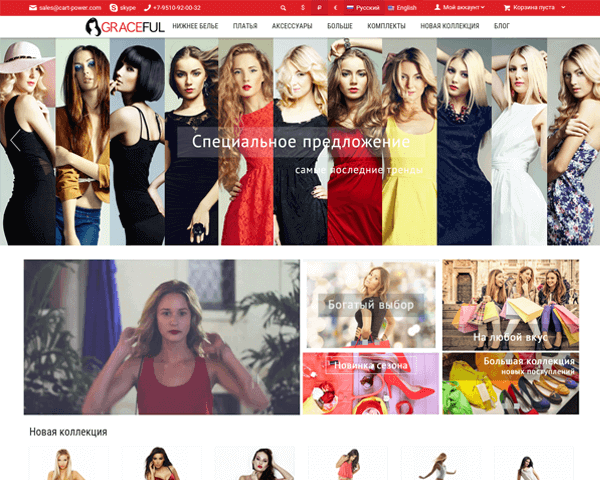 sales@cart-power.com skype +7-9510-92-00-32 $ ₽ Русский English Мой аккаунт Корзина пуста
GRACEFUL НИЖНЕЕ БЕЛЬЕ ПЛАТЬЯ АКСЕССУАРЫ БОЛЬШЕ КОМПЛЕКТЫ НОВАЯ КОЛЛЕКЦИЯ БЛОГ
Специальное предложение
самые последние тренды
Богатый выбор
На любой вкус
Новинка сезона
Большая коллекция
новых поступлений
Новая коллекция